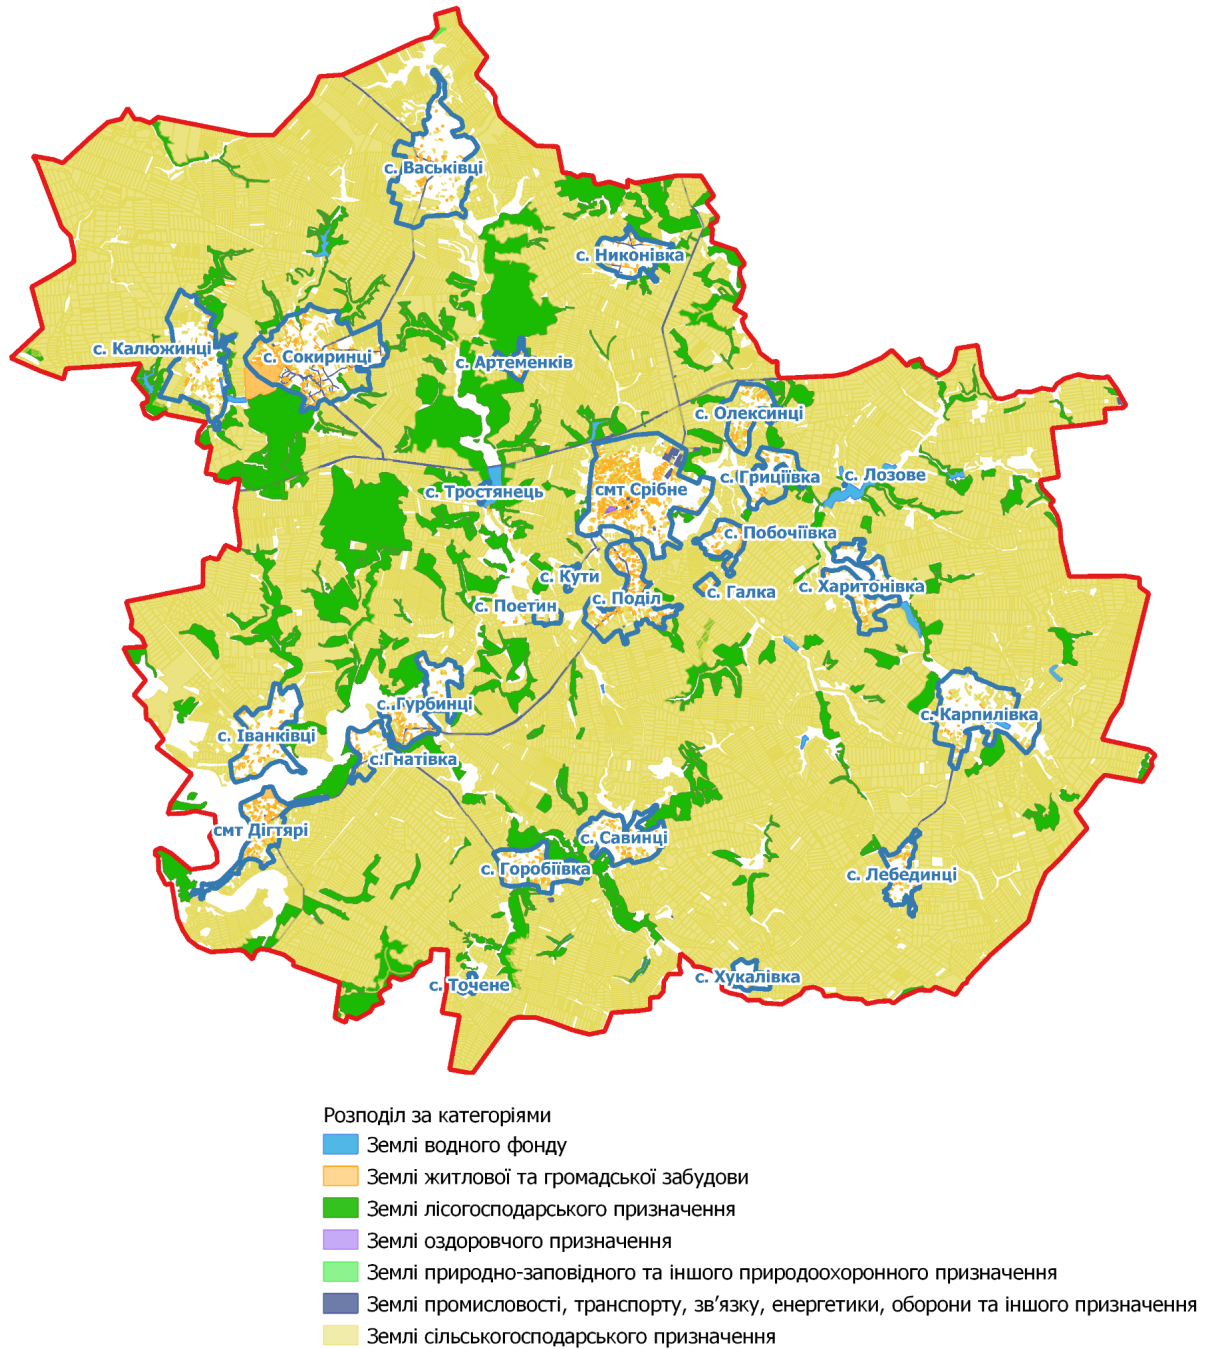 с. Васьківці
с. Никонівка
с. Калюжинці
с. Сокиринці
с. Артеменків
с. Олексинці
с. Гриціївка
с. Лозове
с. Тростянець
смт Срібне
с. Побочіївка
с. Кути
с. Галка
с. Харитонівка
с. Поетин
с. Поділ
с. Гурбинці
с. Карпилівка
с. Іванківці
с.Гнатівка
смт Дігтярі
с. Савинці
с. Горобіївка
с. Лебединці
с. Точене
с. Хукалівка
Розподіл за категоріями
Землі водного фонду
Землі житлової та громадської забудови
Землі лісогосподарського призначення
Землі оздоровчого призначення
Землі природно-заповідного та іншого природоохоронного призначення
Землі промисловості, транспорту, зв’язку, енергетики, оборони та іншого призначення
Землі сільськогосподарського призначення